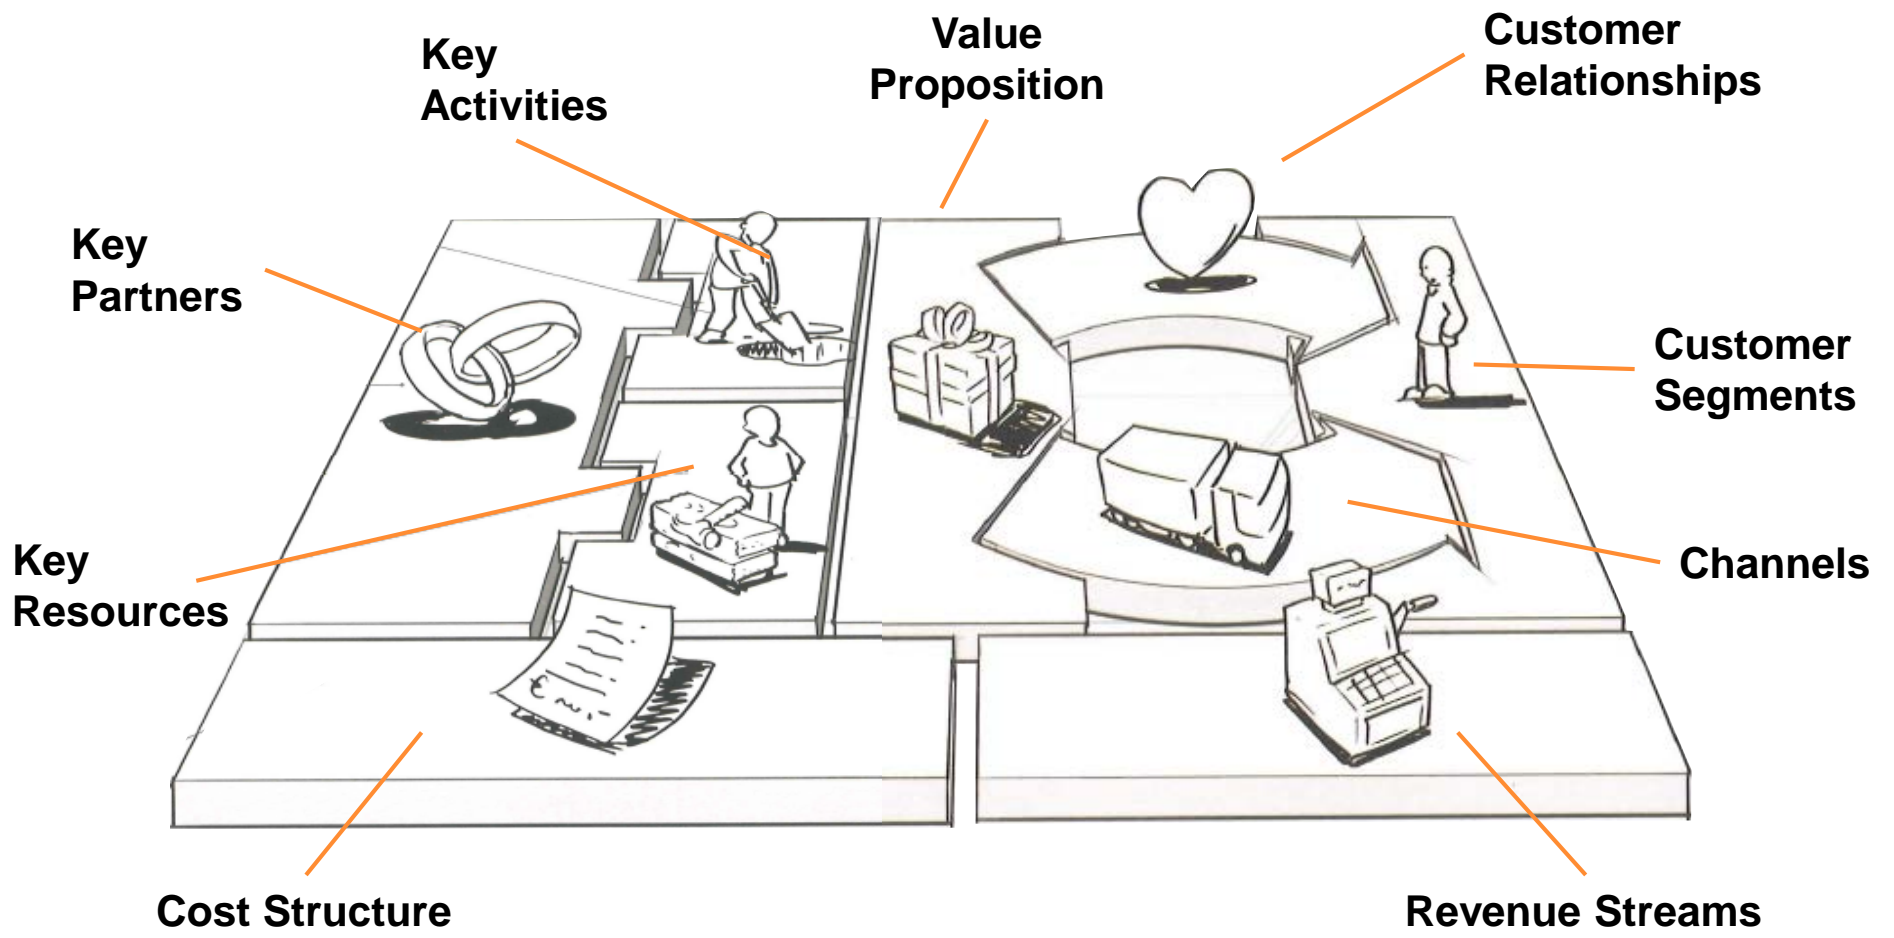 Key
Activities
Value
Proposition
Customer
Relationships
Key
Partners
Customer
Segments
Key
Resources
Channels
€
Cost Structure
Revenue Streams